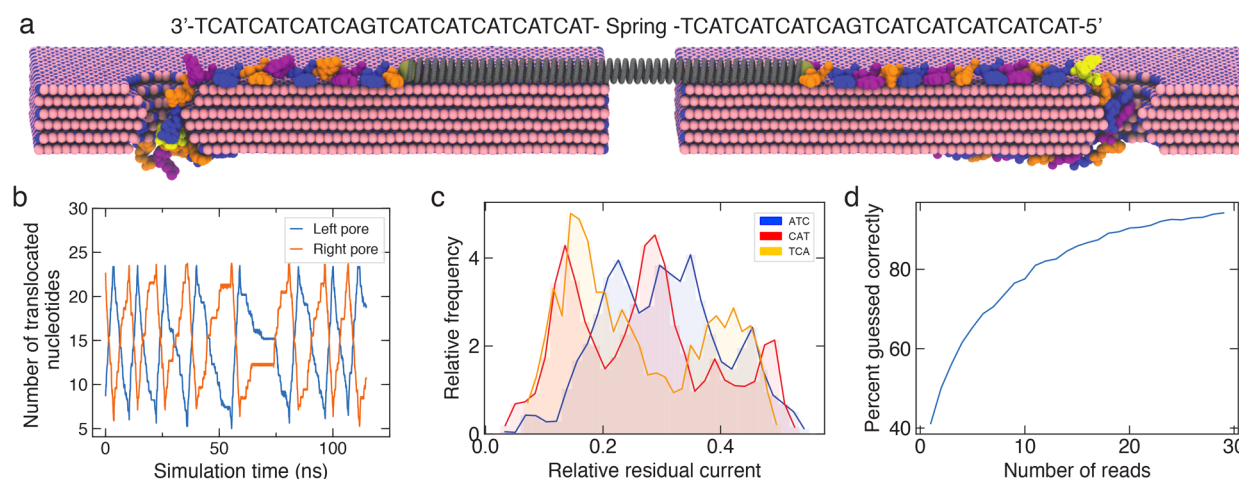 a
3’-TCATCATCATCAGTCATCATCATCATCAT- Spring -TCATCATCATCAGTCATCATCATCATCAT-5’
b
30
25
20
15
10
5
Number of translocated
nucleotides
Left pore
Right pore
0
50
100
Simulation time (ns)
c
4
2
0
Relative frequency
ATC
CAT
TCA
0.0
0.2
0.4
Relative residual current
d
80
60
40
Percent guessed correctly
0
10
20
30
Number of reads